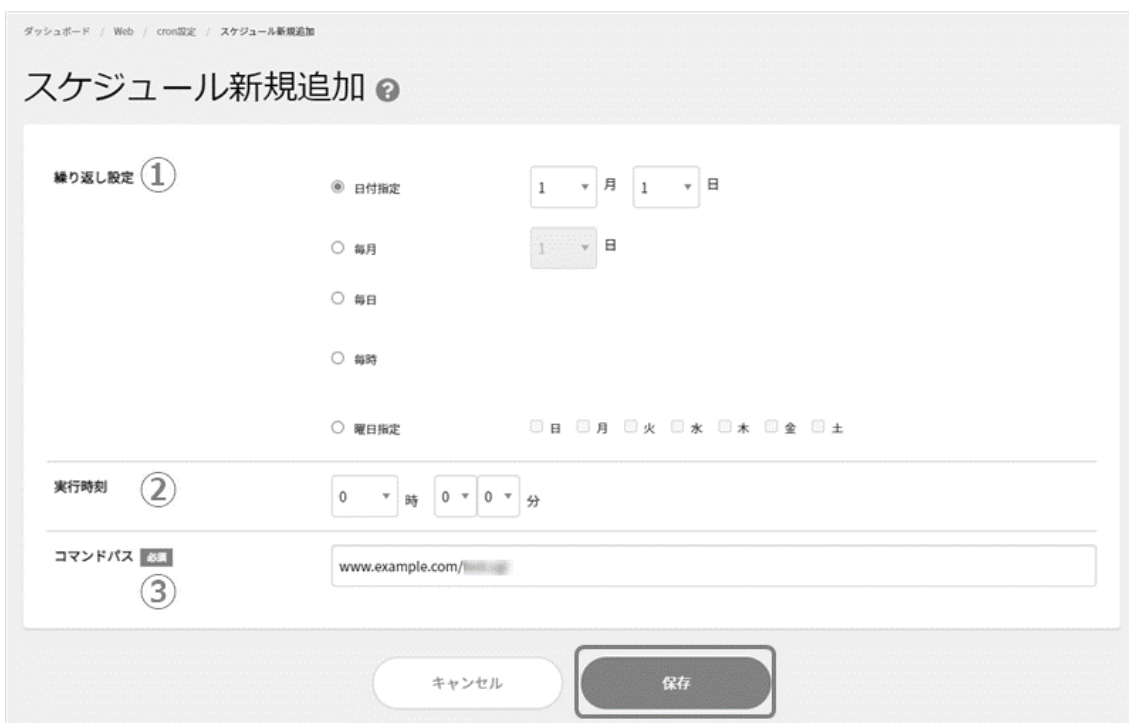 ダッシュボード / Web / cron設定 / スケジュール新規追加
スケジュール新規追加 ?
繰り返し設定 ①
日付指定 1 月 1 日
毎月 1 日
毎日
毎時
曜日指定 日 月 火 水 木 金 土
実行時刻 ② 0 時 0 0 分
コマンドパス 必須 www.example.com/
③
キャンセル 保存